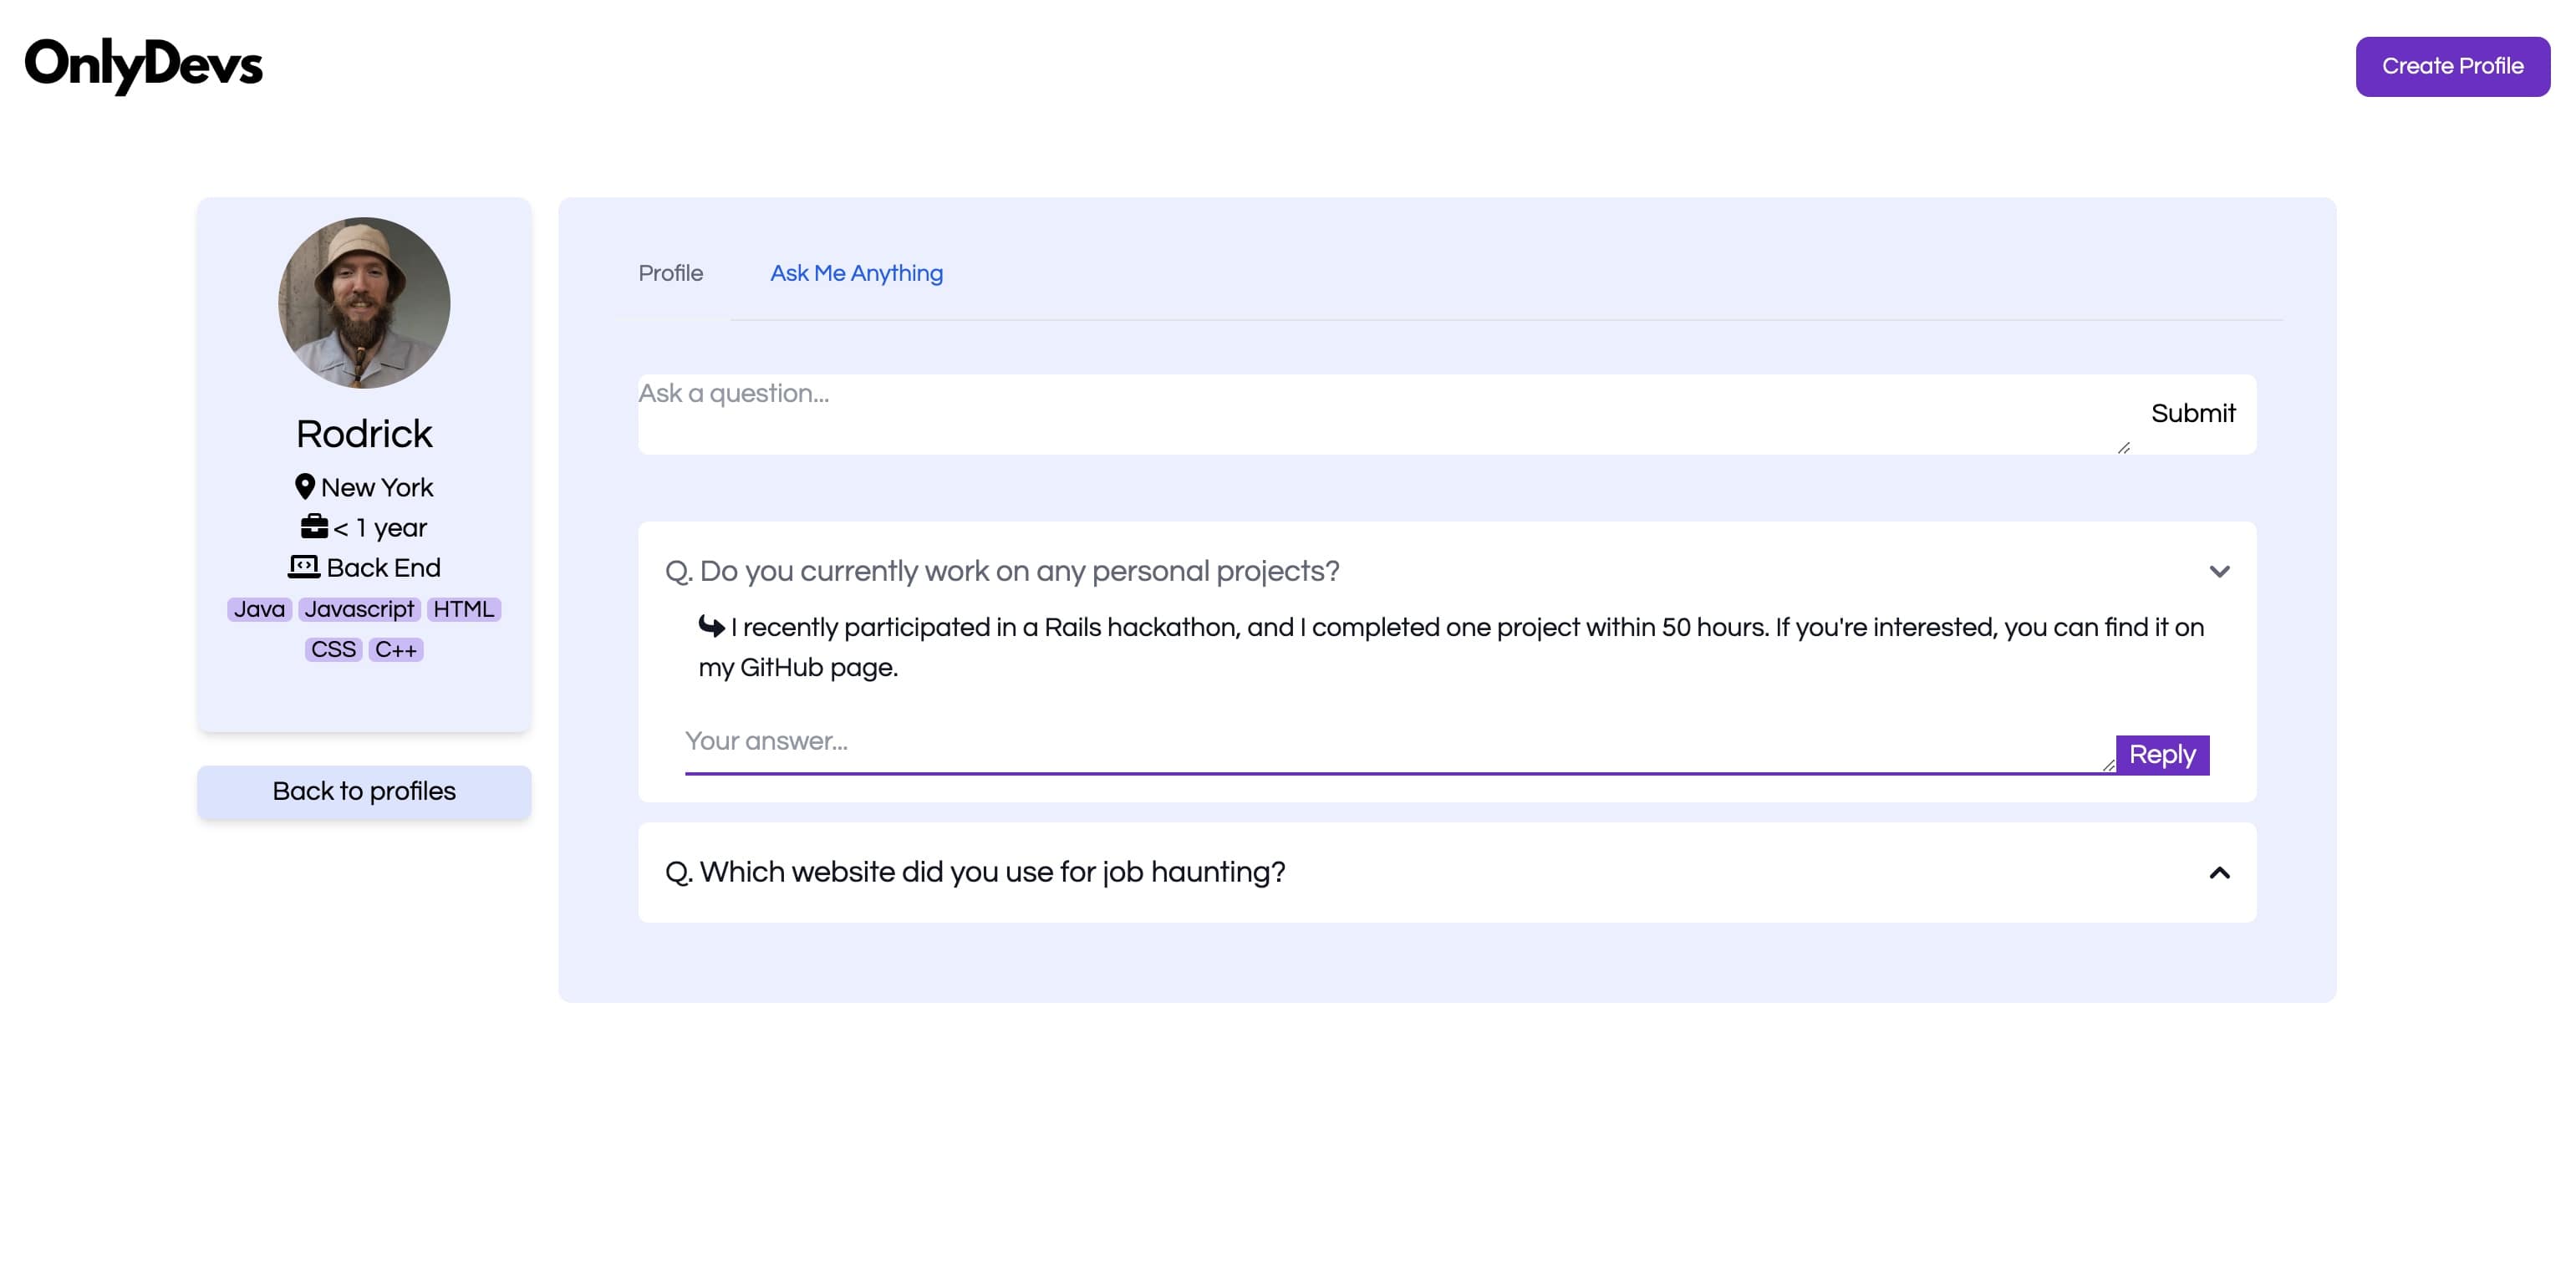 OnlyDevs
Create Profile
Rodrick
New York
< 1 year
Back End
Java Javascript HTML
CSS C++
Back to profiles
Profile
Ask Me Anything
Ask a question...
Submit
Q. Do you currently work on any personal projects?
I recently participated in a Rails hackathon, and I completed one project within 50 hours. If you're interested, you can find it on
my GitHub page.
Your answer...
Reply
Q. Which website did you use for job haunting?